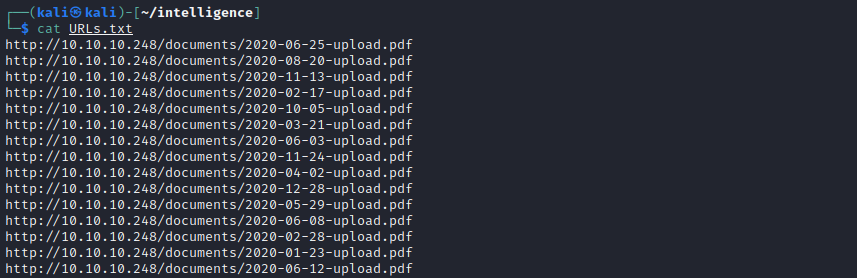 ┌──(kali㉿kali)-[~/intelligence]
└─$ cat URLs.txt
http://10.10.10.248/documents/2020-06-25-upload.pdf
http://10.10.10.248/documents/2020-08-20-upload.pdf
http://10.10.10.248/documents/2020-11-13-upload.pdf
http://10.10.10.248/documents/2020-02-17-upload.pdf
http://10.10.10.248/documents/2020-10-05-upload.pdf
http://10.10.10.248/documents/2020-03-21-upload.pdf
http://10.10.10.248/documents/2020-06-03-upload.pdf
http://10.10.10.248/documents/2020-11-24-upload.pdf
http://10.10.10.248/documents/2020-04-02-upload.pdf
http://10.10.10.248/documents/2020-12-28-upload.pdf
http://10.10.10.248/documents/2020-05-29-upload.pdf
http://10.10.10.248/documents/2020-06-08-upload.pdf
http://10.10.10.248/documents/2020-02-28-upload.pdf
http://10.10.10.248/documents/2020-01-23-upload.pdf
http://10.10.10.248/documents/2020-06-12-upload.pdf